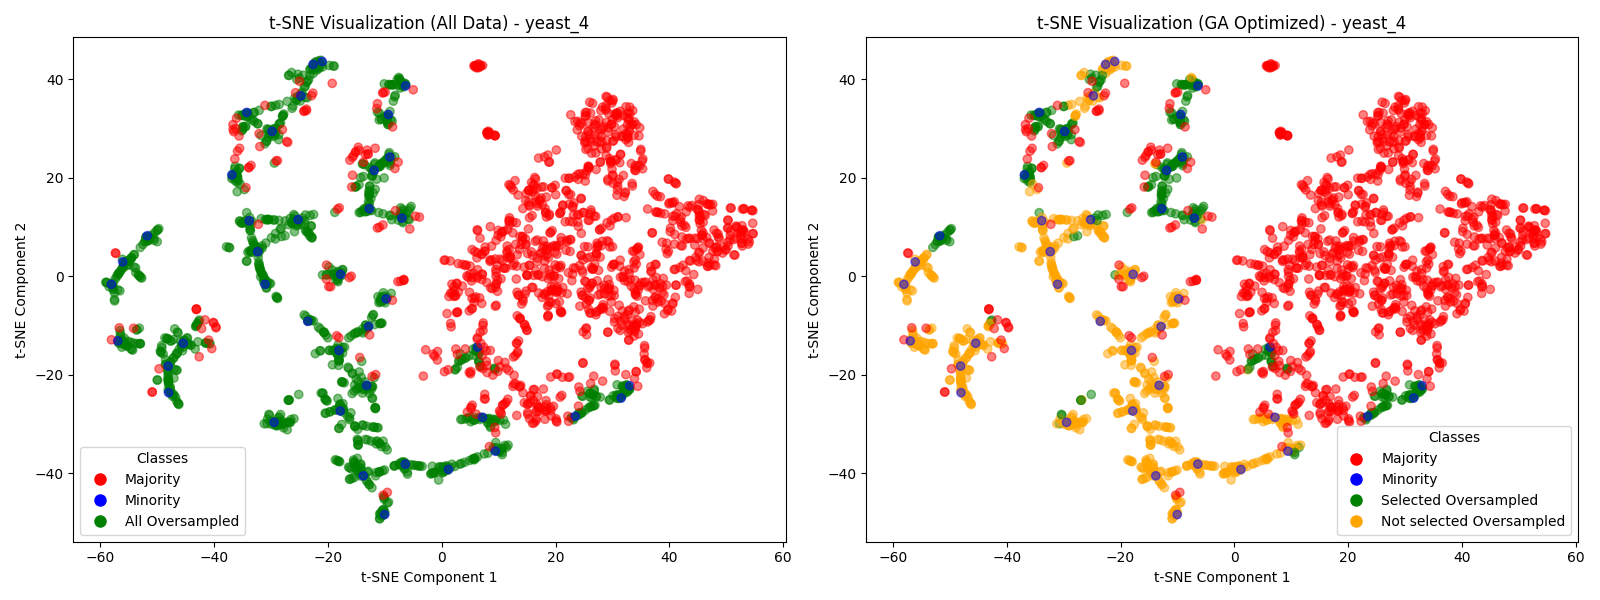 t-SNE Visualization (All Data) - yeast_4
t-SNE Component 2
40
20
0
−20
−40
−60
−40
−20
0
20
40
60
t-SNE Component 1
Classes
Majority
Minority
All Oversampled
t-SNE Visualization (GA Optimized) - yeast_4
t-SNE Component 2
40
20
0
−20
−40
−60
−40
−20
0
20
40
60
t-SNE Component 1
Classes
Majority
Minority
Selected Oversampled
Not selected Oversampled